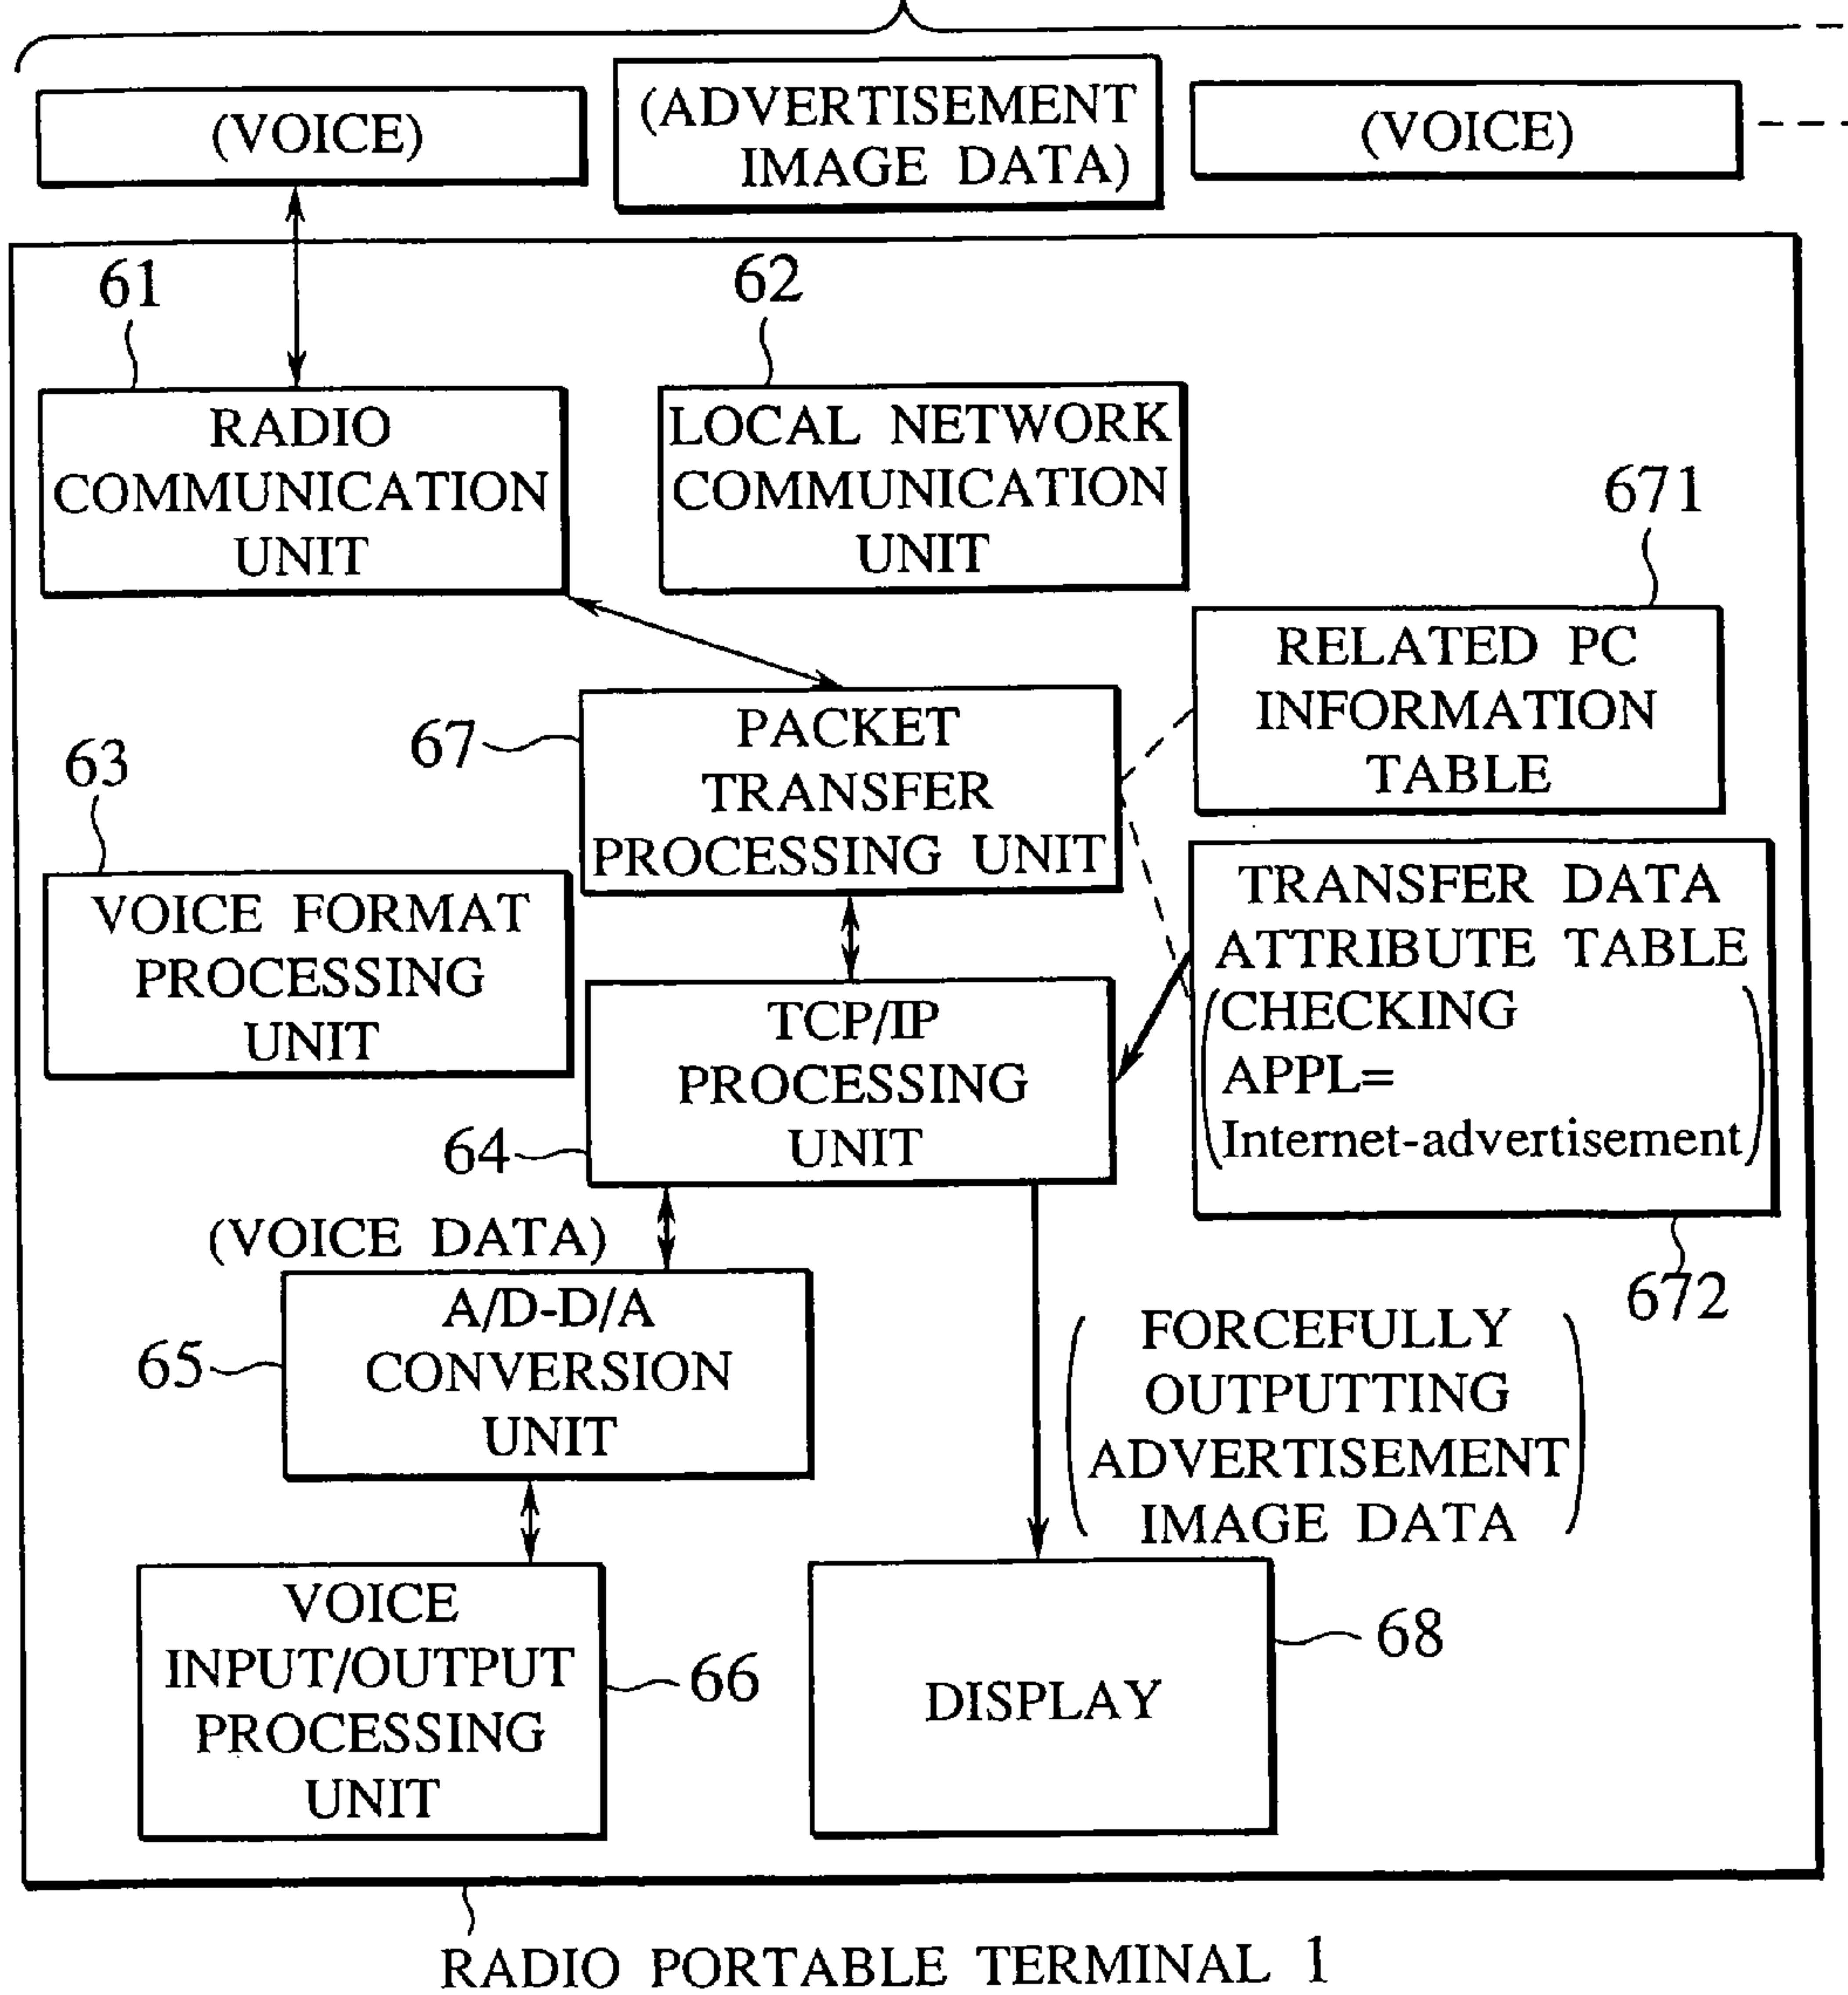 (VOICE)
(ADVERTISEMENT
IMAGE DATA)
(VOICE)
61
62
RADIO
COMMUNICATION
UNIT
LOCAL NETWORK
COMMUNICATION
UNIT
671
RELATED PC
INFORMATION
TABLE
67
PACKET
TRANSFER
PROCESSING UNIT
63
VOICE FORMAT
PROCESSING
UNIT
TRANSFER DATA
ATTRIBUTE TABLE
(CHECKING
APPL=
Internet-advertisement)
672
TCP/IP
PROCESSING
UNIT
64
(VOICE DATA)
A/D-D/A
CONVERSION
UNIT
65
(FORCEFULLY
OUTPUTTING
ADVERTISEMENT
IMAGE DATA)
VOICE
INPUT/OUTPUT
PROCESSING
UNIT
66
DISPLAY
68
RADIO PORTABLE TERMINAL 1